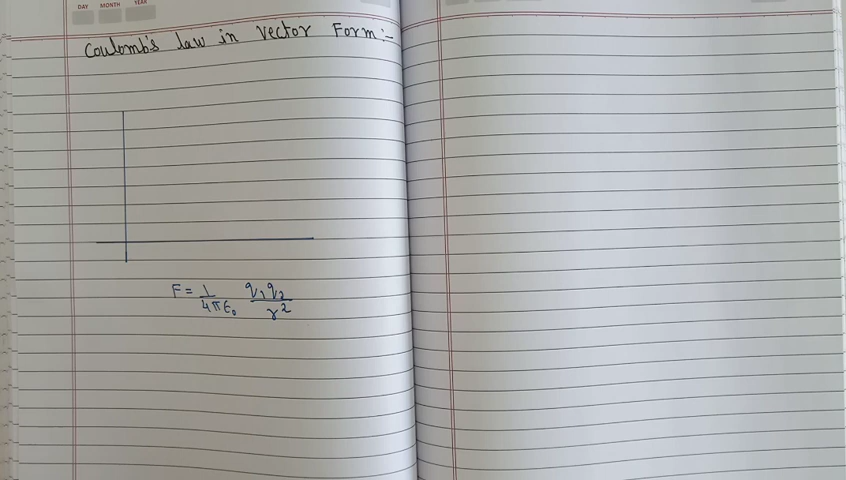 DAY MONTH YEAR
Coulomb's law in vector Form :-
F = 1/4πε₀ q₁q₂/r²